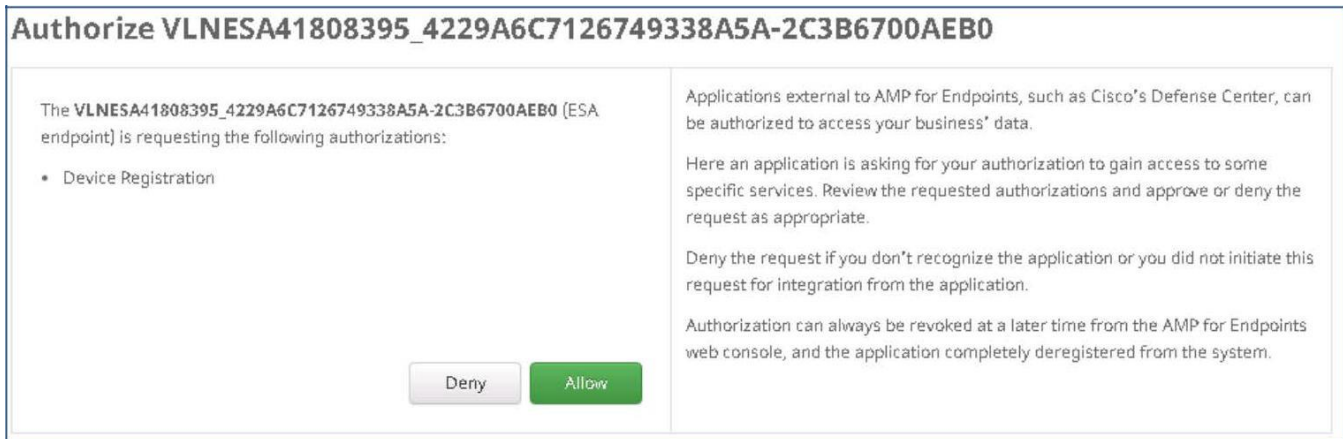 Authorize VLNESA41808395_4229A6C7126749338A5A-2C3B6700AEB0
The VLNESA41808395_4229A6C7126749338A5A-2C3B6700AEB0 (ESA
endpoint) is requesting the following authorizations:
• Device Registration
Deny
Allow
Applications external to AMP for Endpoints, such as Cisco's Defense Center, can
be authorized to access your business' data.
Here an application is asking for your authorization to gain access to some
specific services. Review the requested authorizations and approve or deny the
request as appropriate.
Deny the request if you don't recognize the application or you did not initiate this
request for integration from the application.
Authorization can always be revoked at a later time from the AMP for Endpoints
web console, and the application completely deregistered from the system.